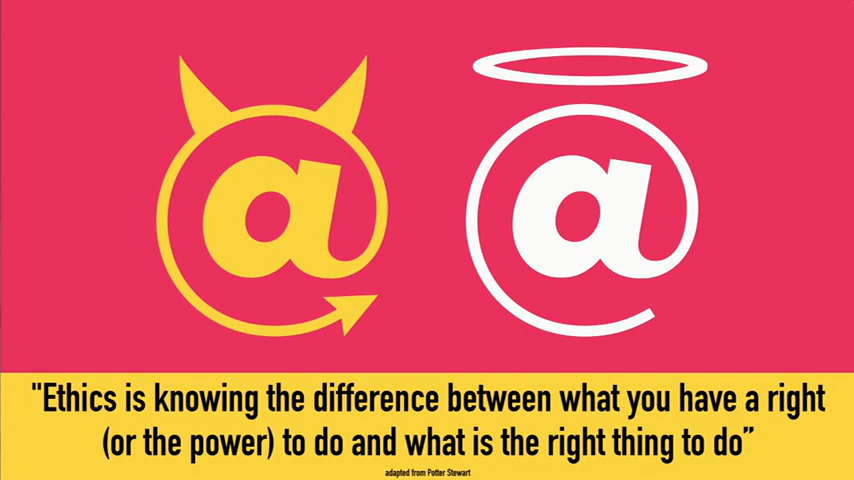 @ @
"Ethics is knowing the difference between what you have a right
(or the power) to do and what is the right thing to do”
adapted from Potter Stewart